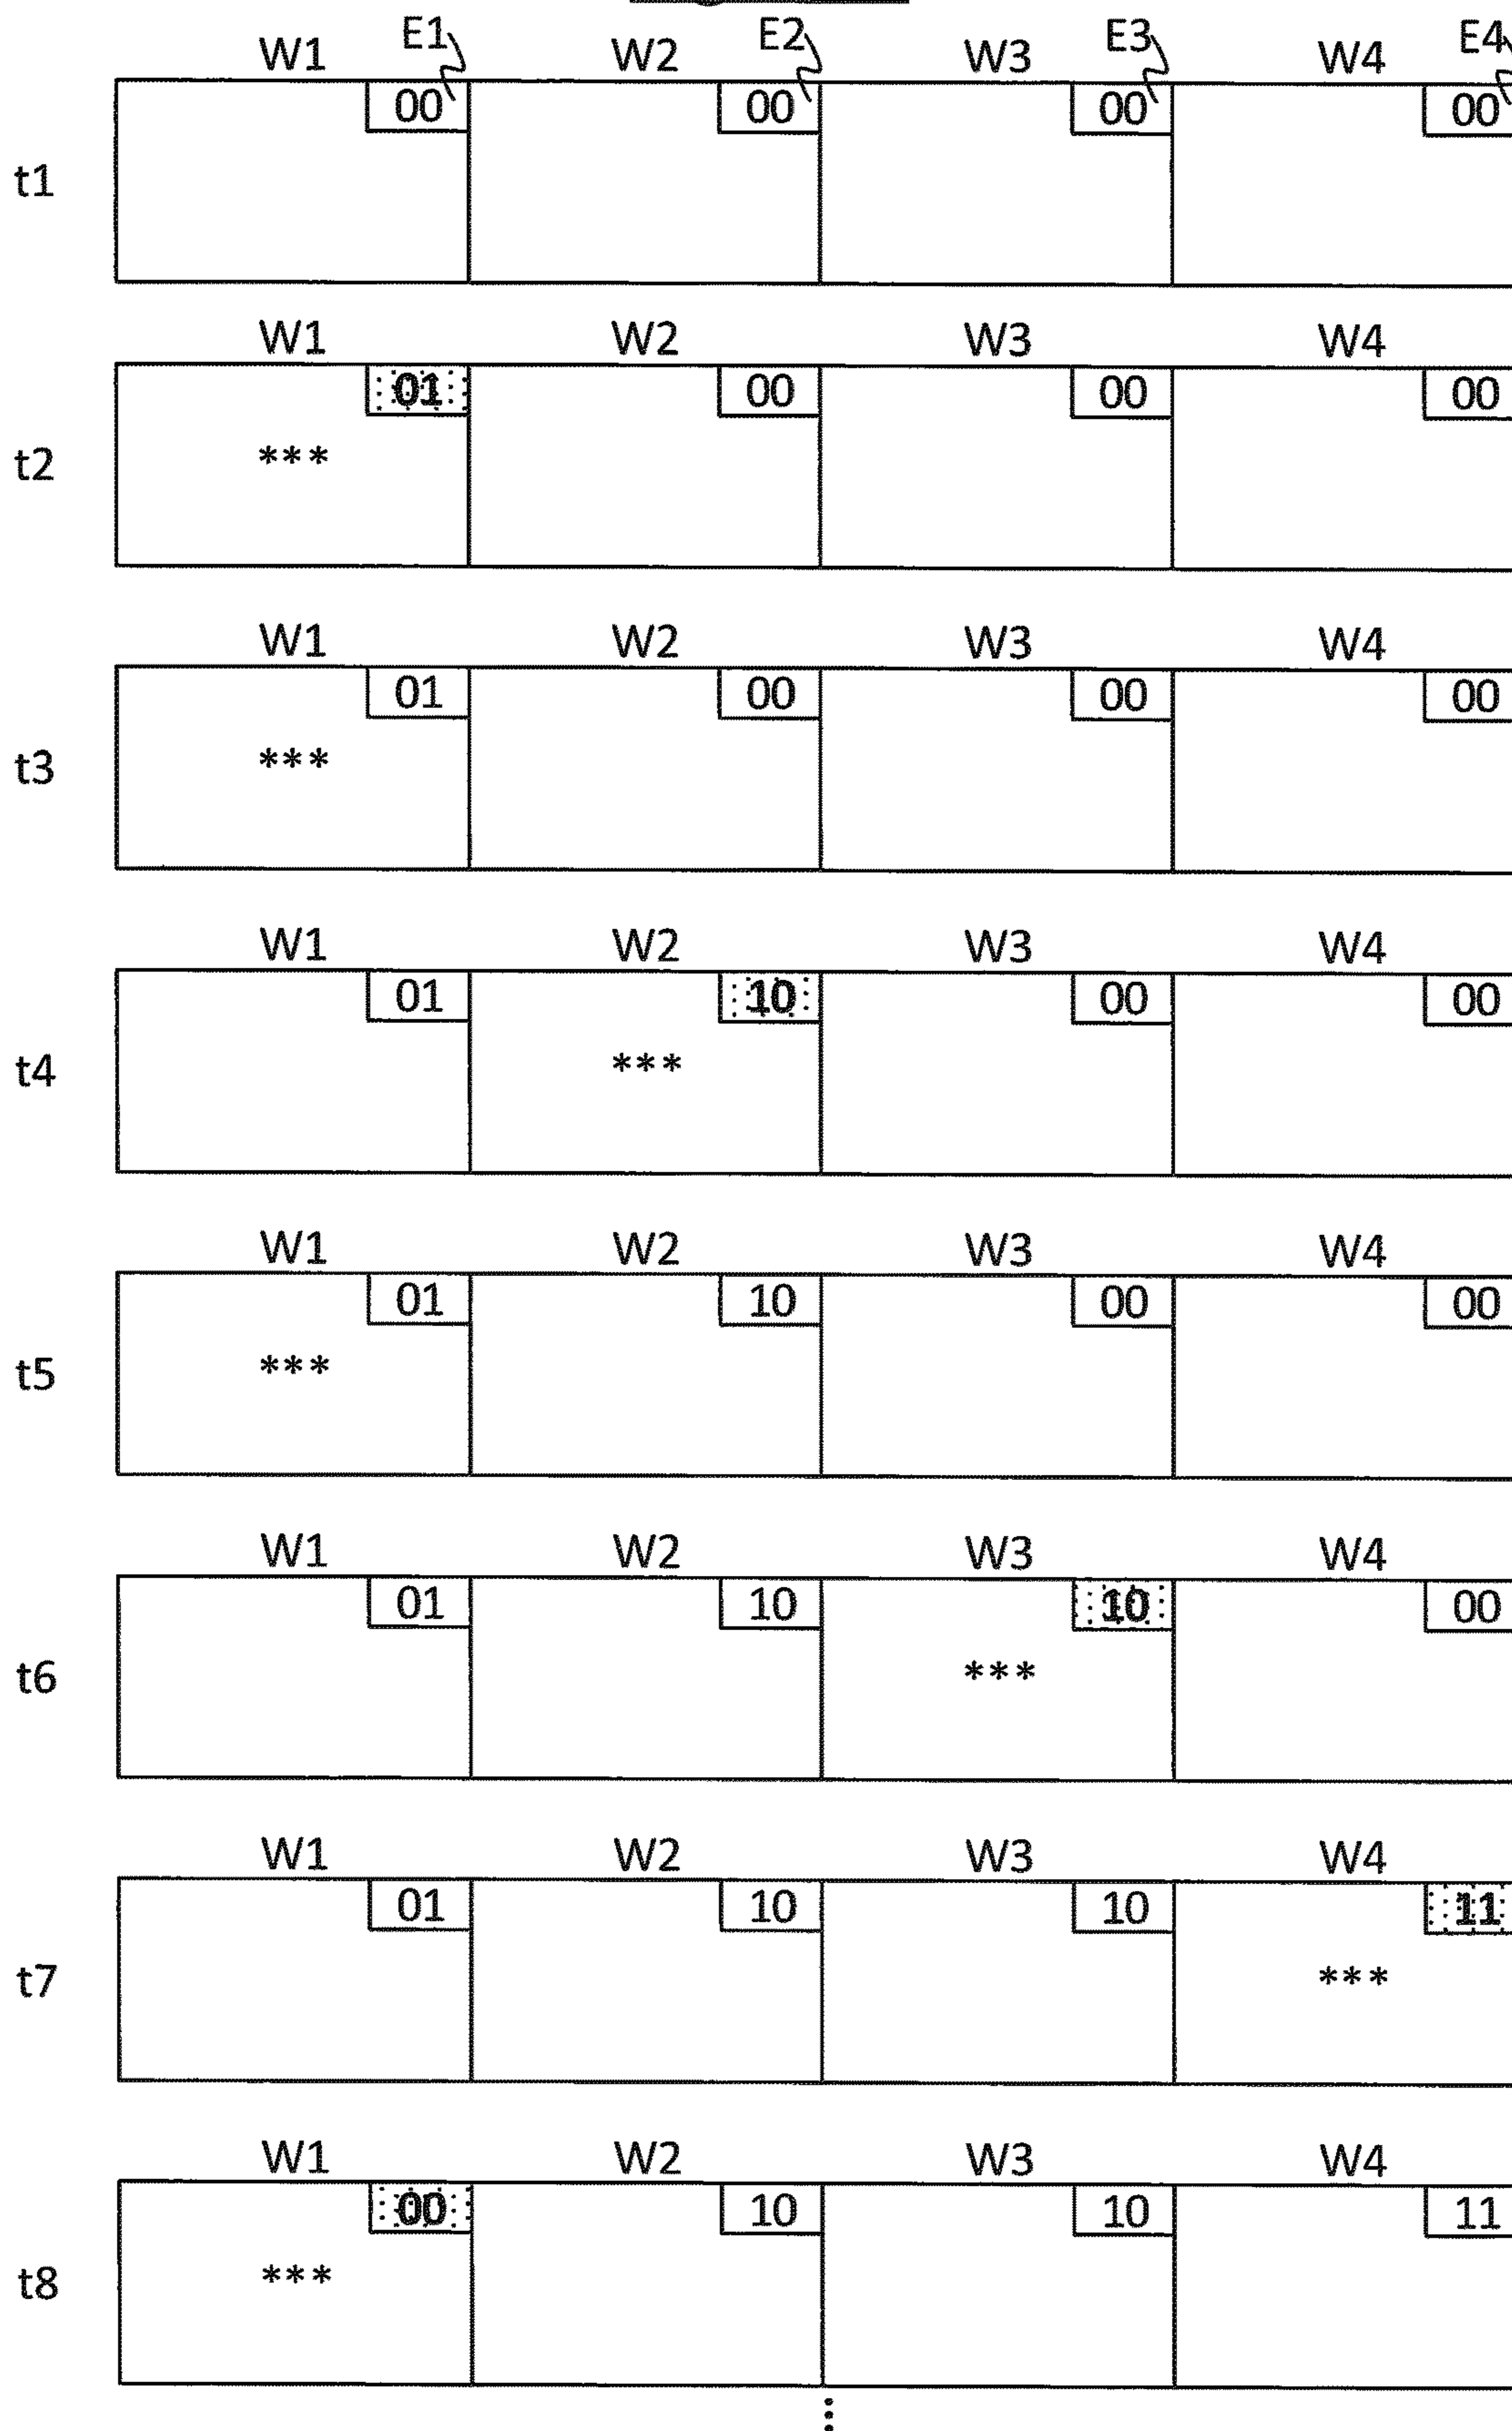 E1 E2 E3 E4
W1 W2 W3 W4
00 00 00 00
t1
W1 W2 W3 W4
01 00 00 00
t2 ***
W1 W2 W3 W4
01 00 00 00
t3 ***
W1 W2 W3 W4
01 10 00 00
t4 ***
W1 W2 W3 W4
01 10 00 00
t5 ***
W1 W2 W3 W4
01 10 10 00
t6 ***
W1 W2 W3 W4
01 10 10 11
t7 ***
W1 W2 W3 W4
00 10 10 11
t8 ***